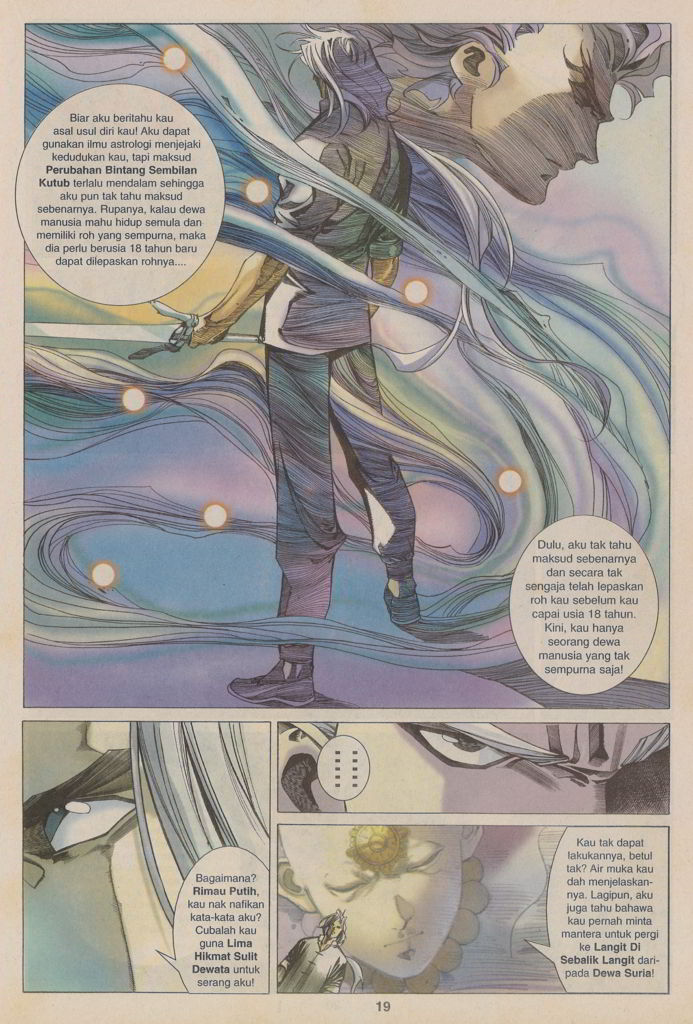 Biar aku beritahu kau
asal usul diri kau! Aku dapat
gunakan ilmu astrologi menjejaki
kedudukan kau, tapi maksud
Perubahan Bintang Sembilan
Kutub terlalu mendalam sehingga
aku pun tak tahu maksud
sebenarnya. Rupanya, kalau dewa
manusia mahu hidup semula dan
memiliki roh yang sempurna, maka
dia perlu berusia 18 tahun baru
dapat dilepaskan rohnya....
Dulu, aku tak tahu
maksud sebenarnya
dan secara tak
sengaja telah lepaskan
roh kau sebelum kau
capai usia 18 tahun.
Kini, kau hanya
seorang dewa
manusia yang tak
sempurna saja!
Bagaimana?
Rimau Putih,
kau nak nafikan
kata-kata aku?
Cubalah kau
guna Lima
Hikmat Sulit
Dewata untuk
serang aku!
Kau tak dapat
lakukannya, betul
tak? Air muka kau
dah menjelaskan-
nya. Lagipun, aku
juga tahu bahawa
kau pernah minta
mantera untuk pergi
ke Langit Di
Sebalik Langit dari-
pada Dewa Suria!
19